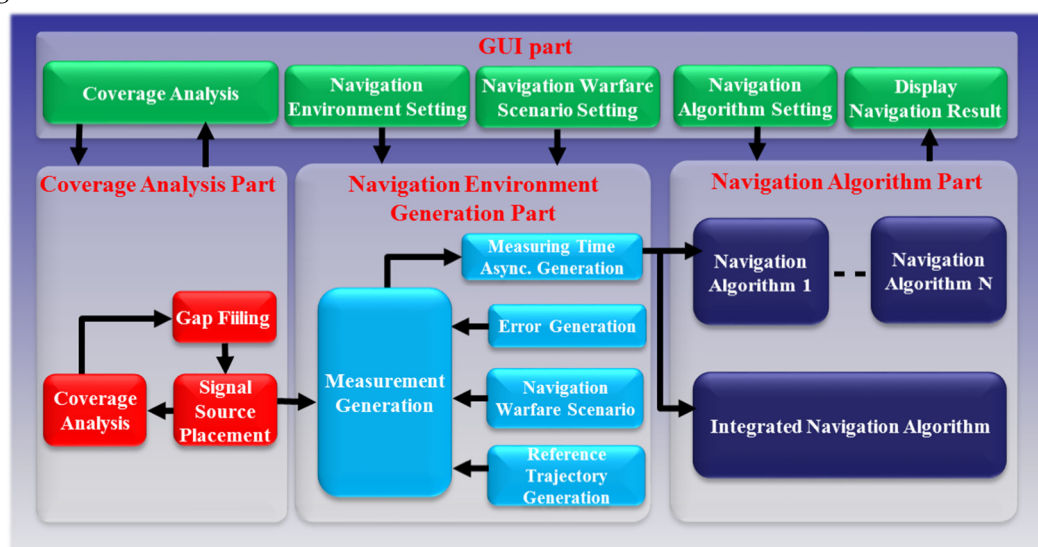 GUI part
Coverage Analysis
Navigation
Environment Setting
Navigation Warfare
Scenario Setting
Navigation
Algorithm Setting
Display
Navigation Result
Coverage Analysis Part
Gap Fiiling
Coverage
Analysis
Signal
Source
Placement
Navigation Environment
Generation Part
Measuring Time
Async. Generation
Measurement
Generation
Error Generation
Navigation
Warfare Scenario
Reference
Trajectory
Generation
Navigation Algorithm Part
Navigation
Algorithm 1
Navigation
Algorithm N
Integrated Navigation Algorithm